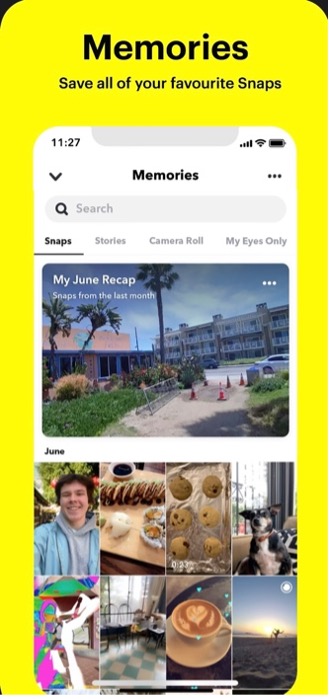 Memories
Save all of your favourite Snaps
11:27
Memories
Search
Snaps Stories Camera Roll My Eyes Only
My June Recap
Snaps from the last month
June